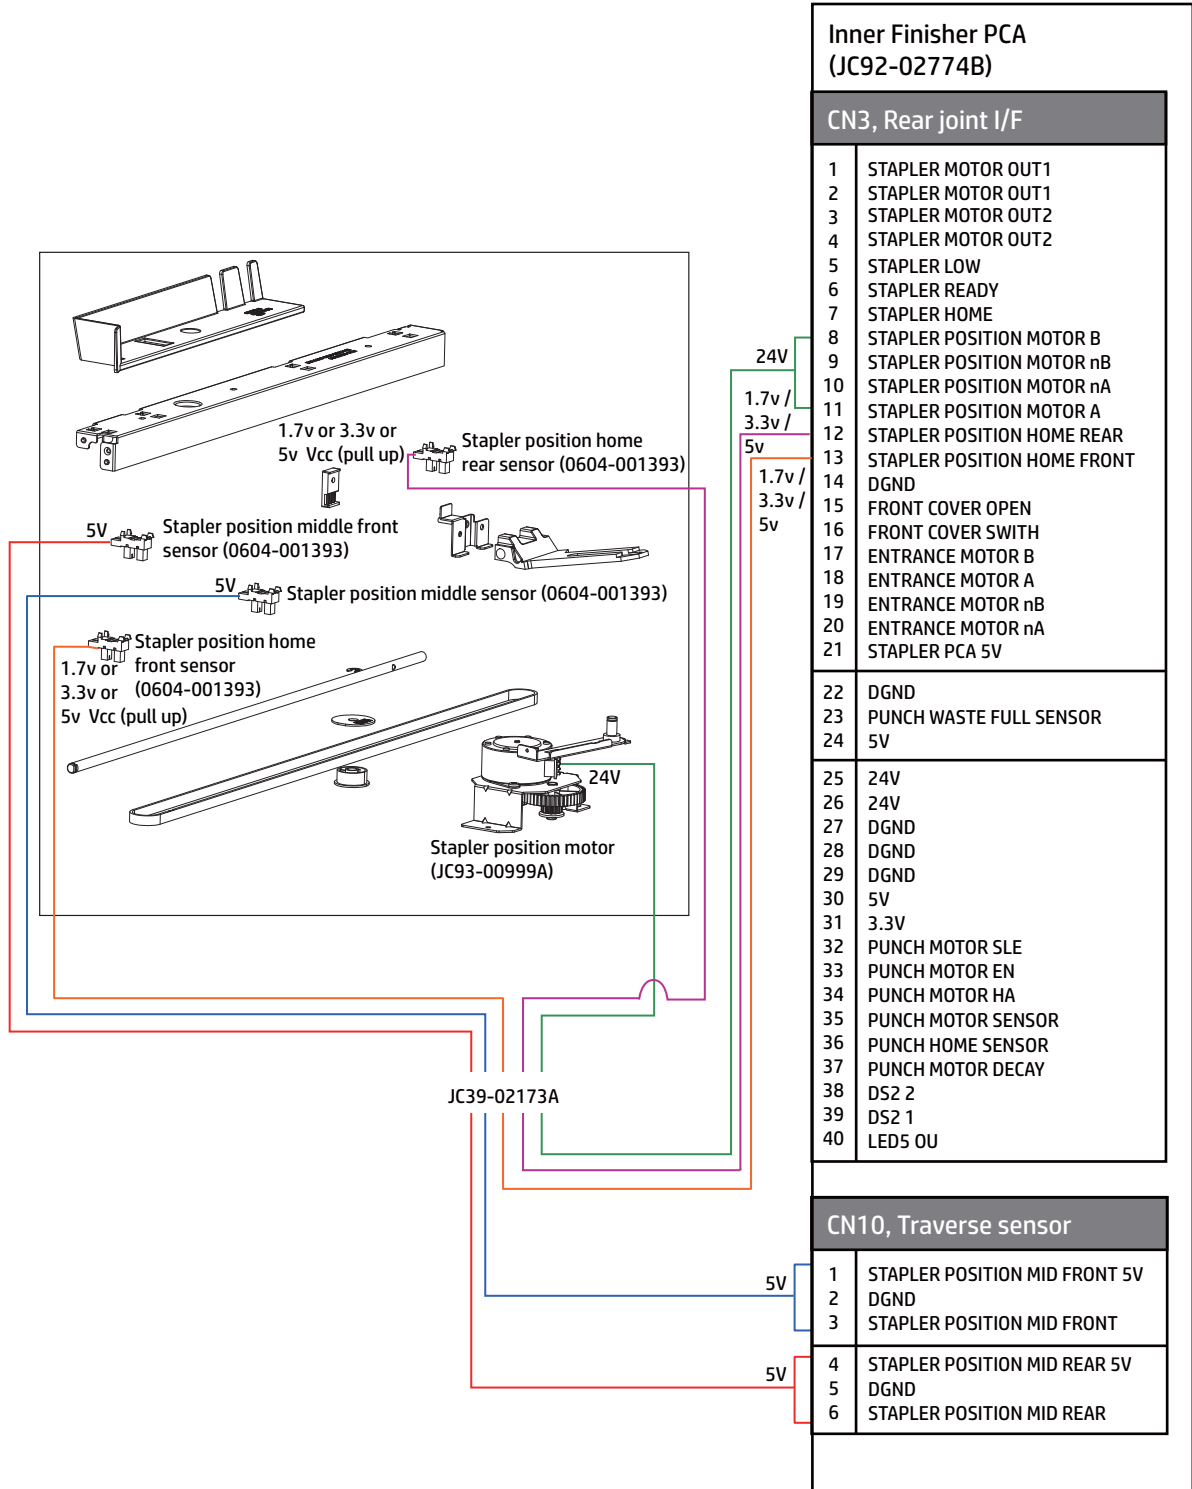 Inner Finisher PCA
(JC92-02774B)
CN3, Rear joint I/F
1 STAPLER MOTOR OUT1
2 STAPLER MOTOR OUT1
3 STAPLER MOTOR OUT2
4 STAPLER MOTOR OUT2
5 STAPLER LOW
6 STAPLER READY
7 STAPLER HOME
8 STAPLER POSITION MOTOR B
9 STAPLER POSITION MOTOR nB
10 STAPLER POSITION MOTOR nA
11 STAPLER POSITION MOTOR A
12 STAPLER POSITION HOME REAR
13 STAPLER POSITION HOME FRONT
14 DGND
15 FRONT COVER OPEN
16 FRONT COVER SWITH
17 ENTRANCE MOTOR B
18 ENTRANCE MOTOR A
19 ENTRANCE MOTOR nB
20 ENTRANCE MOTOR nA
21 STAPLER PCA 5V
22 DGND
23 PUNCH WASTE FULL SENSOR
24 5V
25 24V
26 24V
27 DGND
28 DGND
29 DGND
30 5V
31 3.3V
32 PUNCH MOTOR SLE
33 PUNCH MOTOR EN
34 PUNCH MOTOR HA
35 PUNCH MOTOR SENSOR
36 PUNCH HOME SENSOR
37 PUNCH MOTOR DECAY
38 DS2 2
39 DS2 1
40 LED5 OU
CN10, Traverse sensor
1 STAPLER POSITION MID FRONT 5V
2 DGND
3 STAPLER POSITION MID FRONT
4 STAPLER POSITION MID REAR 5V
5 DGND
6 STAPLER POSITION MID REAR
24V
1.7v /
3.3v /
5v
1.7v /
3.3v /
5v
1.7v or 3.3v or
5v Vcc (pull up)
Stapler position home
rear sensor (0604-001393)
5V
Stapler position middle front
sensor (0604-001393)
5V
Stapler position middle sensor (0604-001393)
Stapler position home
front sensor
(0604-001393)
1.7v or
3.3v or
5v Vcc (pull up)
24V
Stapler position motor
(JC93-00999A)
JC39-02173A
5V
5V